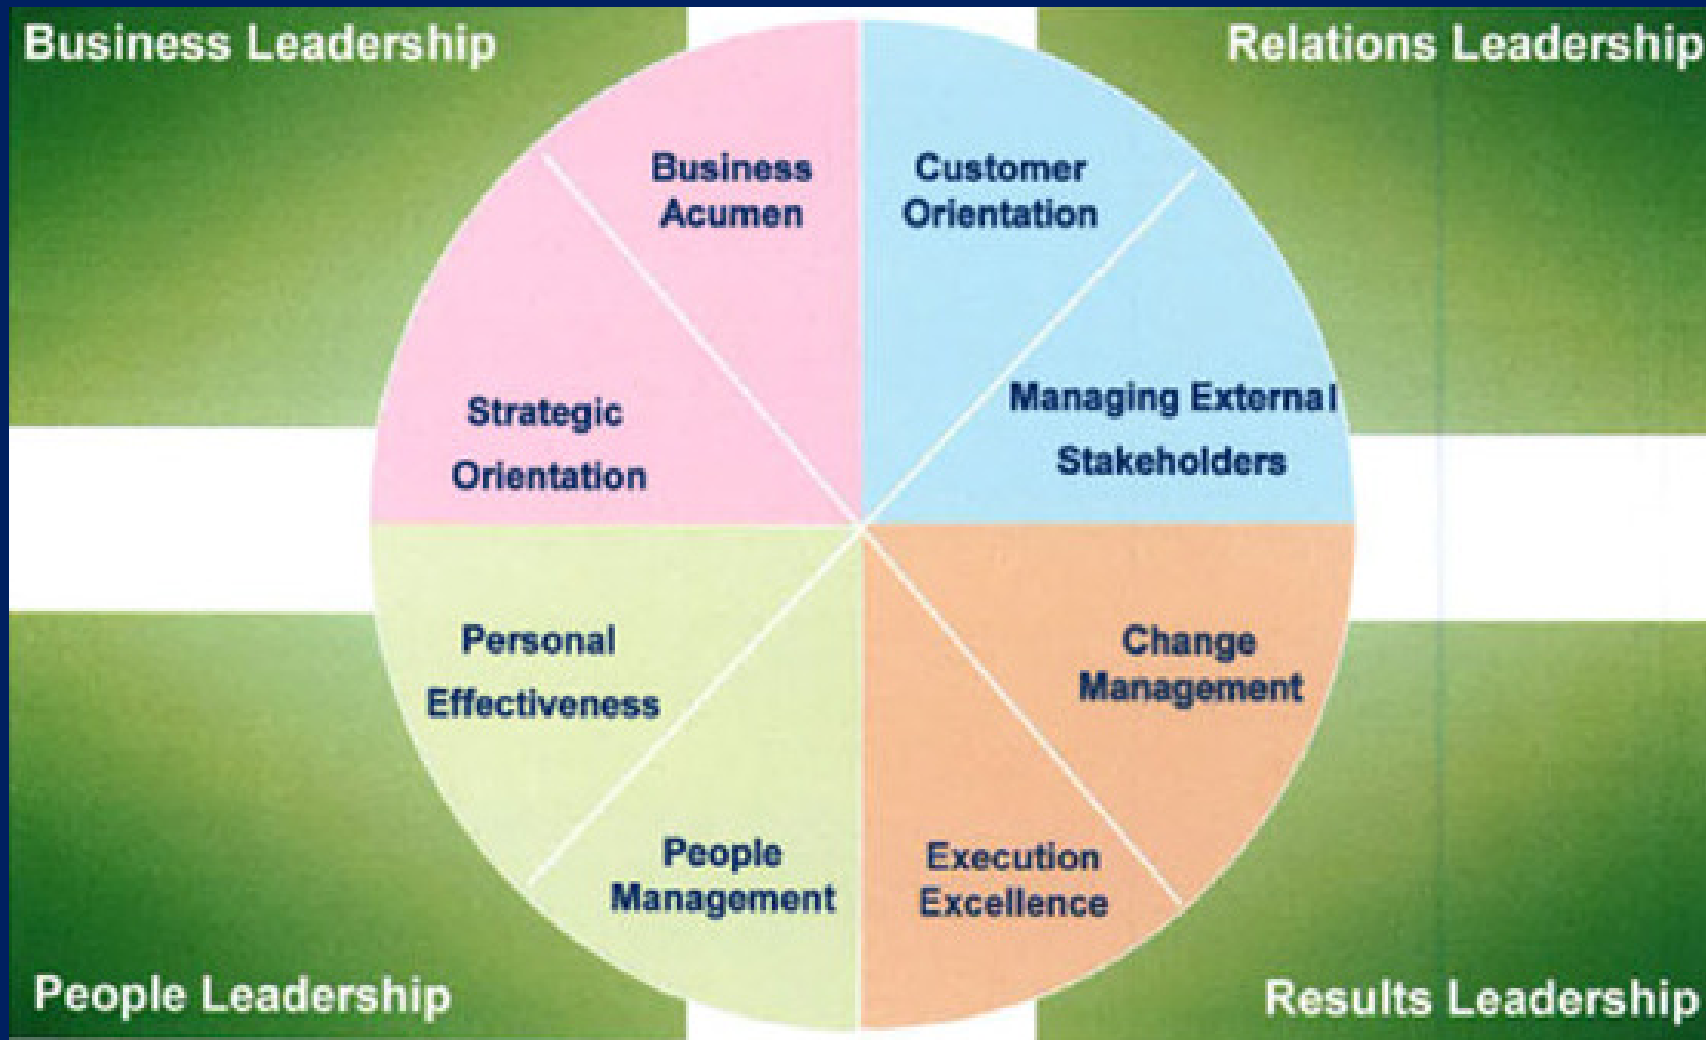 Business Leadership
Relations Leadership
Business
Acumen
Customer
Orientation
Strategic
Orientation
Managing External
Stakeholders
Personal
Effectiveness
Change
Management
People
Management
Execution
Excellence
People Leadership
Results Leadership